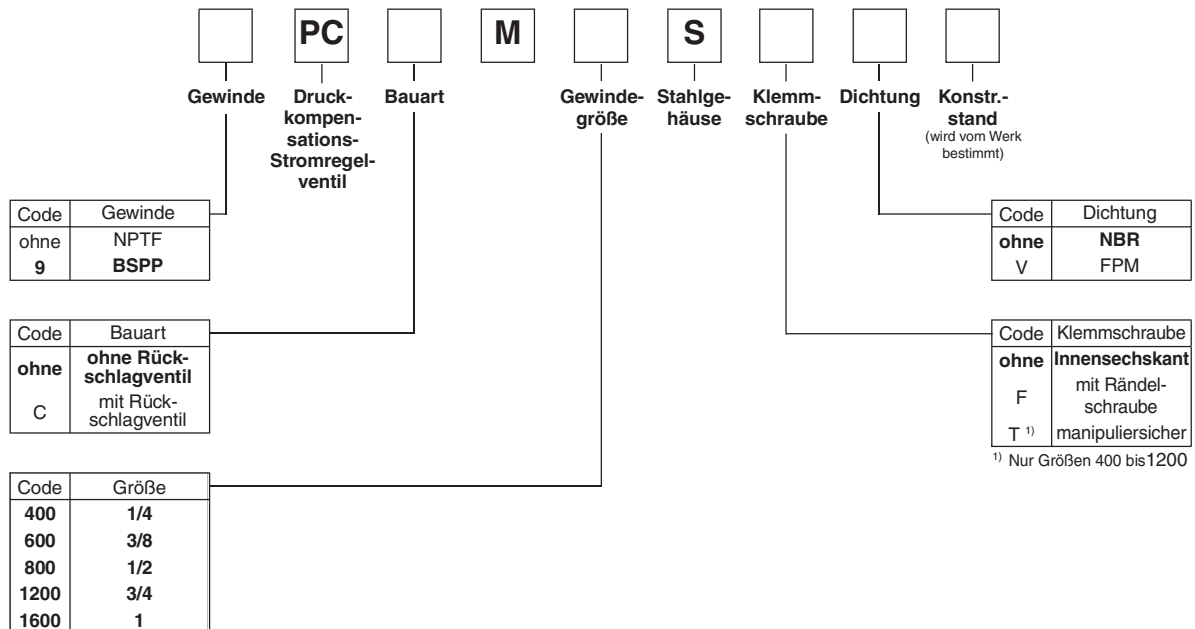 PC M S
Gewinde
Druck-
kompen-
sations-
Stromregel-
ventil
Bauart
Gewinde-
größe
Stahlge-
häuse
Klemm-
schraube
Dichtung
Konstr.-
stand
(wird vom Werk
bestimmt)
Code Gewinde
ohne NPTF
9 BSPP
Code Dichtung
ohne NBR
V FPM
Code Bauart
ohne ohne Rück-
schlagventil
C mit Rück-
schlagventil
Code Klemmschraube
ohne Innensechskant
F mit Rändel-
schraube
T 1) manipuliersicher
1) Nur Größen 400 bis1200
Code Größe
400 1/4
600 3/8
800 1/2
1200 3/4
1600 1